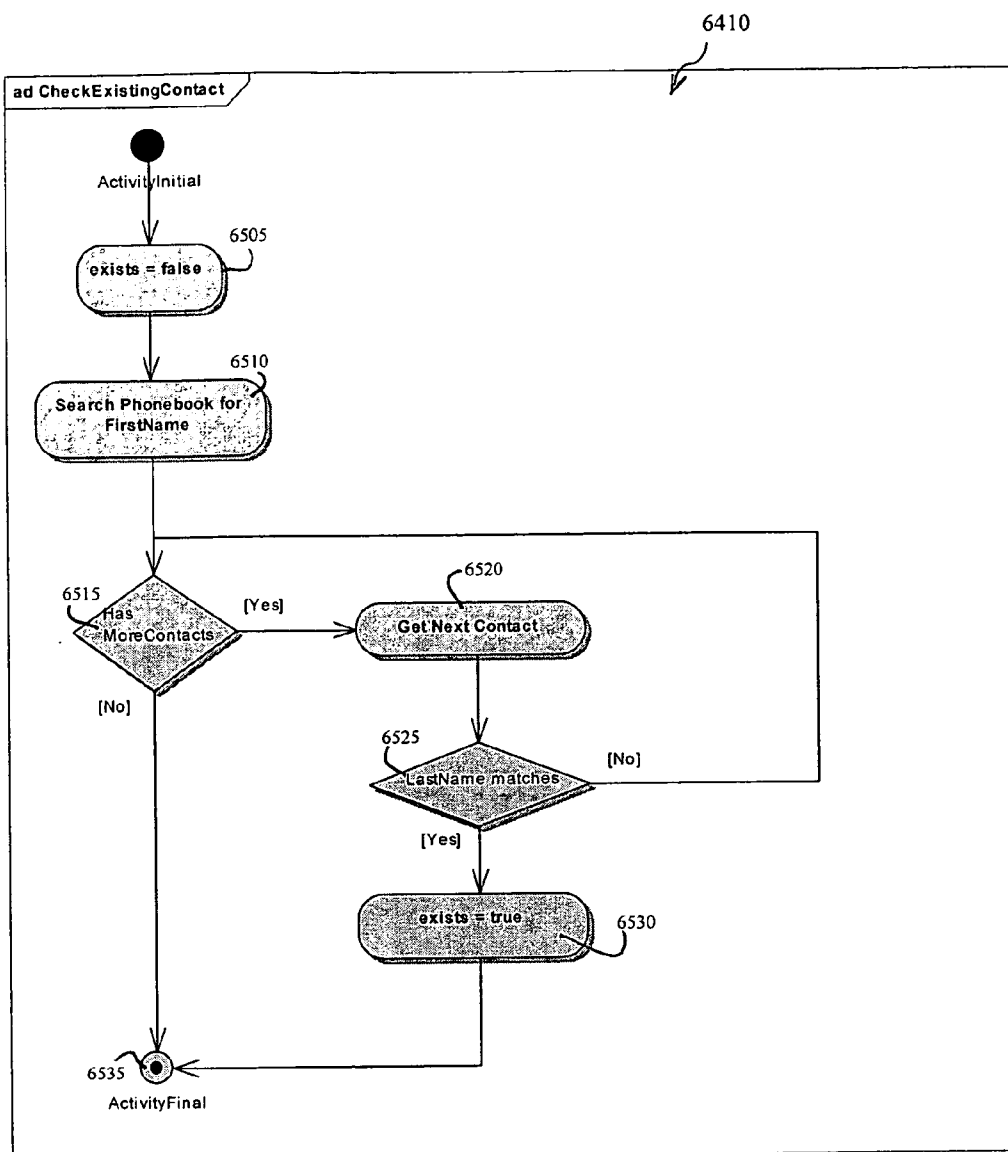 6410
ad CheckExistingContact
ActivityInitial
6505
exists = false
6510
Search Phonebook for
FirstName
6515
Has
MoreContacts
[Yes]
6520
Get Next Contact
[No]
6525
LastName matches
[No]
[Yes]
exists = true
6530
6535
ActivityFinal